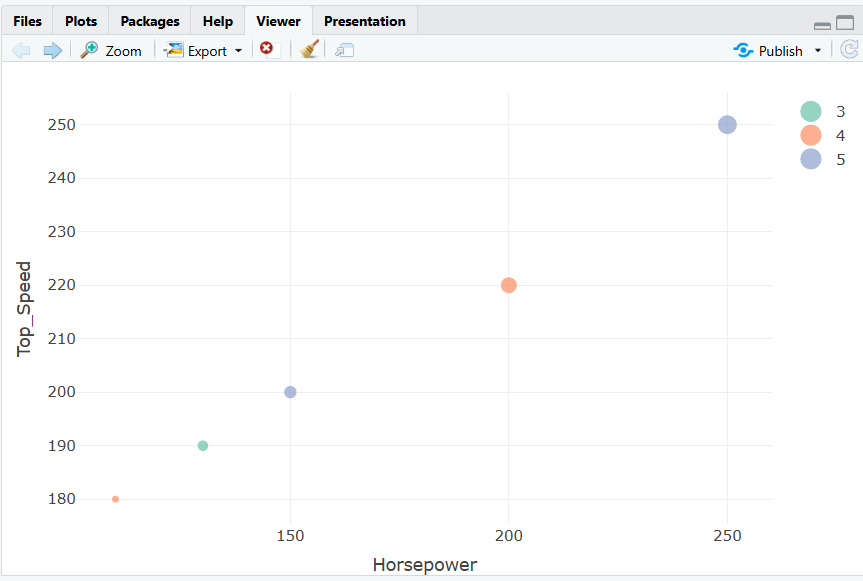 Files Plots Packages Help Viewer Presentation
Zoom Export Publish
3
4
5
250
240
230
220
210
200
190
180
Top_Speed
150 200 250
Horsepower